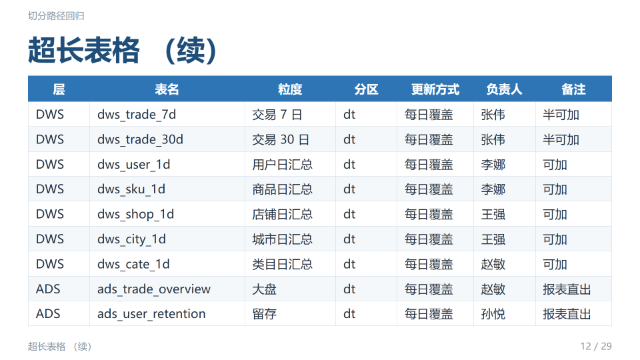 切分路径回归
超长表格 （续）
层 表名 粒度 分区 更新方式 负责人 备注
DWS dws_trade_7d 交易 7 日 dt 每日覆盖 张伟 半可加
DWS dws_trade_30d 交易 30 日 dt 每日覆盖 张伟 半可加
DWS dws_user_1d 用户日汇总 dt 每日覆盖 李娜 可加
DWS dws_sku_1d 商品日汇总 dt 每日覆盖 李娜 可加
DWS dws_shop_1d 店铺日汇总 dt 每日覆盖 王强 可加
DWS dws_city_1d 城市日汇总 dt 每日覆盖 王强 可加
DWS dws_cate_1d 类目日汇总 dt 每日覆盖 赵敏 可加
ADS ads_trade_overview 大盘 dt 每日覆盖 赵敏 报表直出
ADS ads_user_retention 留存 dt 每日覆盖 孙悦 报表直出
超长表格 （续）
12 / 29